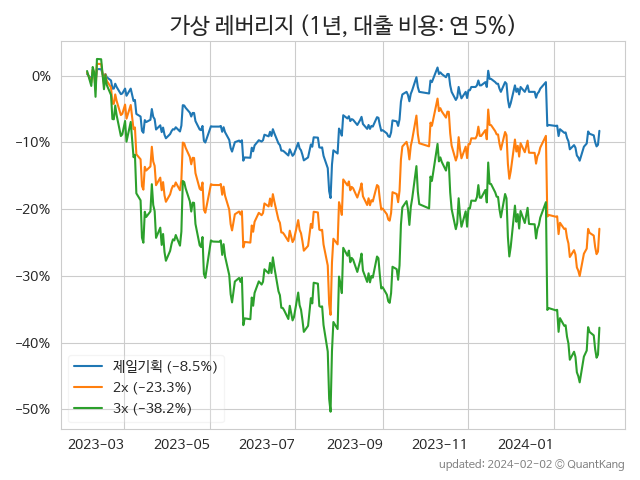 가상 레버리지 (1년, 대출 비용: 연 5%)
0%
−10%
−20%
−30%
−40%
−50%
제일기획 (−8.5%)
2x (−23.3%)
3x (−38.2%)
2023-03 2023-05 2023-07 2023-09 2023-11 2024-01
updated: 2024-02-02 © QuantKang